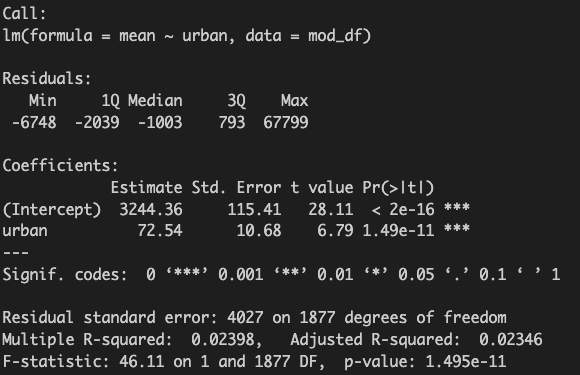 Call:
lm(formula = mean ~ urban, data = mod_df)
Residuals:
   Min     1Q Median     3Q    Max
 -6748  -2039  -1003    793  67799
Coefficients:
            Estimate Std. Error t value Pr(>|t|)
(Intercept)  3244.36     115.41   28.11  < 2e-16 ***
urban          72.54      10.68    6.79 1.49e-11 ***
---
Signif. codes:  0 ‘***’ 0.001 ‘**’ 0.01 ‘*’ 0.05 ‘.’ 0.1 ‘ ’ 1
Residual standard error: 4027 on 1877 degrees of freedom
Multiple R-squared:  0.02398,	Adjusted R-squared:  0.02346
F-statistic: 46.11 on 1 and 1877 DF,  p-value: 1.495e-11